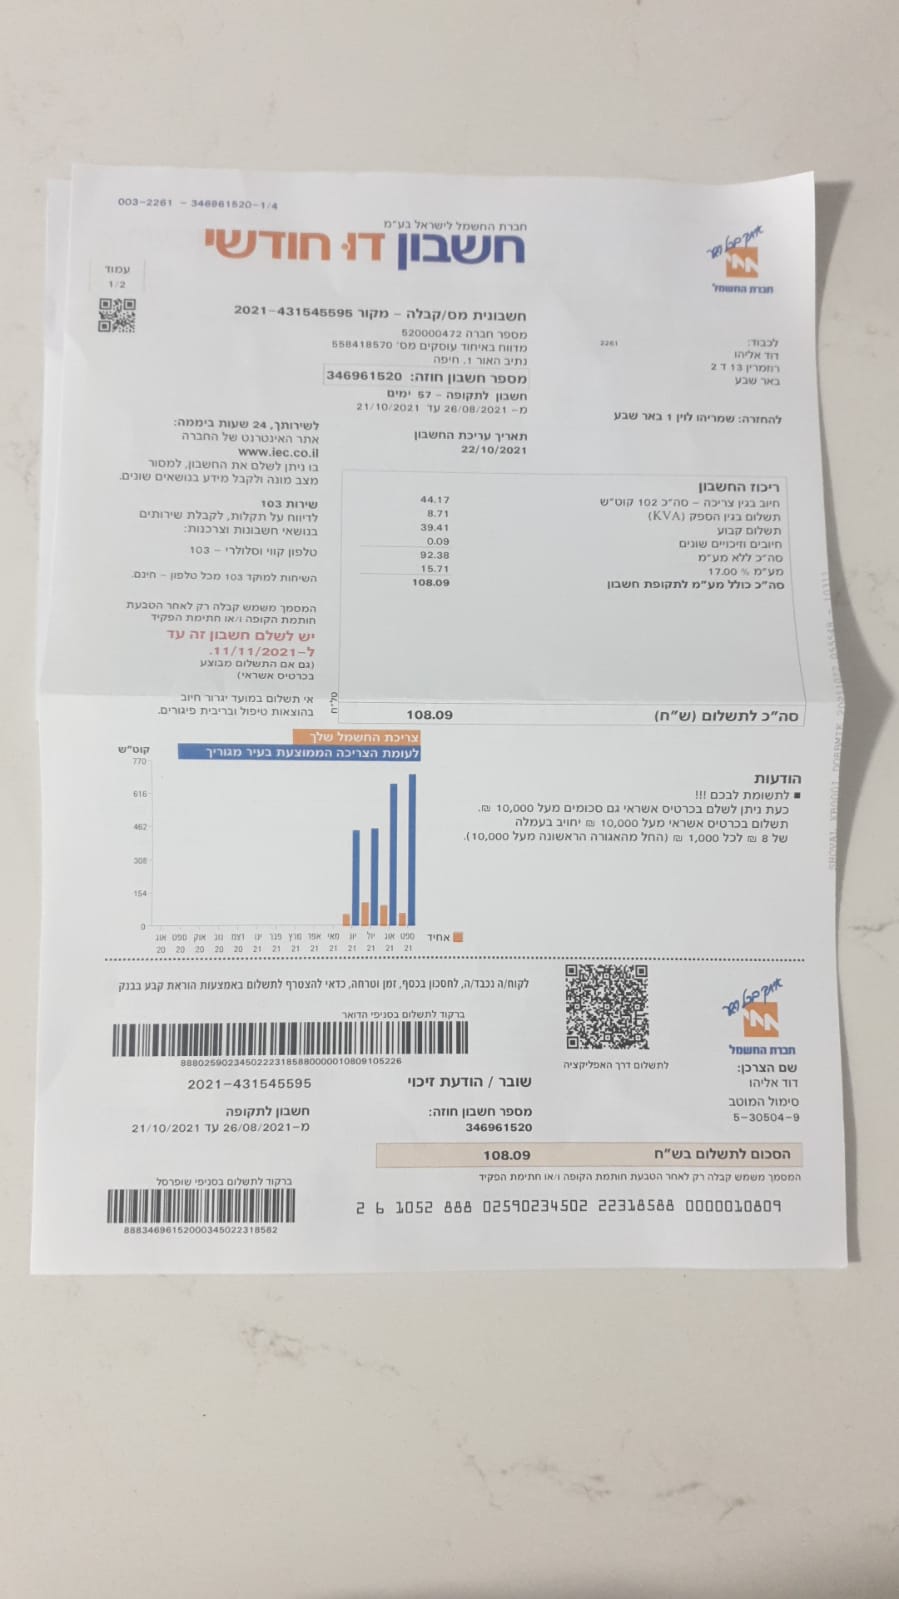 003-2261 - 346961520-1/4
חברת החשמל לישראל בע"מ
חשבון דו חודשי
עמוד
1/2
חברת החשמל
חשבונית מס/קבלה - מקור 2021-431545595
מספר חברה 520000472
מדווח באיחוד עוסקים מס' 558418570
נתיב האור 1, חיפה
מספר חשבון חוזה: 346961520
חשבון לתקופה - 57 ימים
מ- 26/08/2021 עד 21/10/2021
תאריך עריכת החשבון
22/10/2021
2261
לכבוד:
דוד אליהו
רוזמרין 13 ד 2
באר שבע
להחזרה: שמריהו לוין 1 באר שבע
לשירותך, 24 שעות ביממה:
אתר האינטרנט של החברה
www.iec.co.il
בו ניתן לשלם את החשבון, למסור
מצב מונה ולקבל מידע בנושאים שונים.
שירות 103
לדיווח על תקלות, לקבלת שירותים
בנושאי חשבונות וצרכנות:
טלפון קווי וסלולרי - 103
השיחות למוקד 103 מכל טלפון - חינם.
המסמך משמש קבלה רק לאחר הטבעת
חותמת הקופה ו/או חתימת הפקיד
יש לשלם חשבון זה עד
ל-11/11/2021.
(גם אם התשלום מבוצע
בכרטיס אשראי)
אי תשלום במועד יגרור חיוב
בהוצאות טיפול ובריבית פיגורים.
ריכוז החשבון
חיוב בגין צריכה - סה"כ 102 קוט"ש 44.17
תשלום בגין הספק (KVA) 8.71
תשלום קבוע 39.41
חיובים וזיכויים שונים 0.09
סה"כ ללא מע"מ 92.38
מע"מ % 17.00 15.71
סה"כ כולל מע"מ לתקופת חשבון 108.09
סה"כ לתשלום (ש"ח) 108.09
צריכת החשמל שלך
לעומת הצריכה הממוצעת בעיר מגוריך
קוט"ש
770
616
462
308
154
0
אוג ספט אוק נוב דצמ ינו פבר מרץ אפר מאי יונ יול אוג ספט
20 20 20 20 20 21 21 21 21 21 21 21 21 21
אחיד
הודעות
■ לתשומת לבכם !!!
כעת ניתן לשלם בכרטיס אשראי גם סכומים מעל 10,000 ₪.
תשלום בכרטיס אשראי מעל 10,000 ₪ יחויב בעמלה
של 8 ₪ לכל 1,000 ₪ (החל מהאגורה הראשונה מעל 10,000).
לקוח/ה נכבד/ה, לחסכון בכסף, זמן וטרחה, כדאי להצטרף לתשלום באמצעות הוראת קבע בבנק
ברקוד לתשלום בסניפי הדואר
88802590234502223185880000010809105226
לתשלום דרך האפליקציה
חברת החשמל
שם הצרכן:
דוד אליהו
סימול המוטב
5-30504-9
שובר / הודעת זיכוי
2021-431545595
מספר חשבון חוזה:
346961520
חשבון לתקופה
מ-26/08/2021 עד 21/10/2021
הסכום לתשלום בש"ח 108.09
המסמך משמש קבלה רק לאחר הטבעת חותמת הקופה ו/או חתימת הפקיד
ברקוד לתשלום בסניפי שופרסל
8883469615200034502231​8582
2 6 1052 888 02590234502 22318588 0000010809